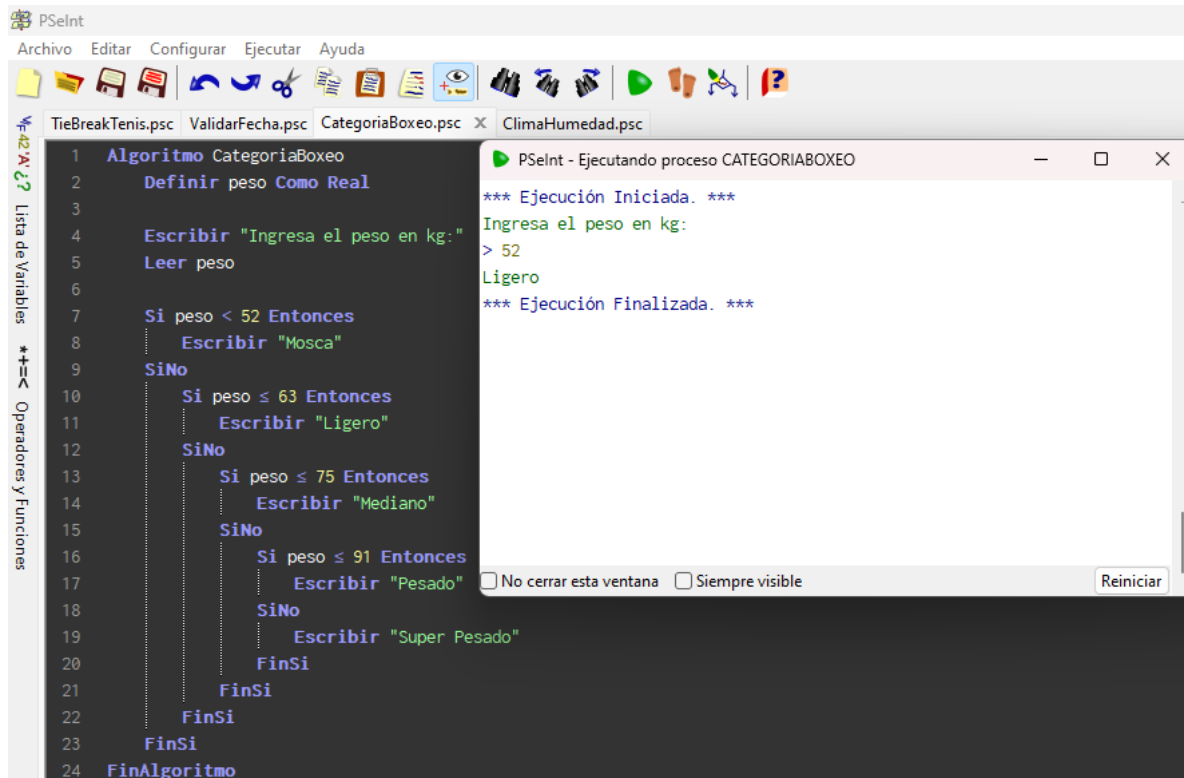 PSeInt
Archivo Editar Configurar Ejecutar Ayuda
TieBreakTenis.psc ValidarFecha.psc CategoriaBoxeo.psc ClimaHumedad.psc
42 'A' ¿? Lista de Variables
*+=< Operadores y Funciones
1 Algoritmo CategoriaBoxeo
2 Definir peso Como Real
3
4 Escribir "Ingresa el peso en kg:"
5 Leer peso
6
7 Si peso < 52 Entonces
8 Escribir "Mosca"
9 SiNo
10 Si peso ≤ 63 Entonces
11 Escribir "Ligero"
12 SiNo
13 Si peso ≤ 75 Entonces
14 Escribir "Mediano"
15 SiNo
16 Si peso ≤ 91 Entonces
17 Escribir "Pesado"
18 SiNo
19 Escribir "Super Pesado"
20 FinSi
21 FinSi
22 FinSi
23 FinSi
24 FinAlgoritmo
PSeInt - Ejecutando proceso CATEGORIABOXEO
*** Ejecución Iniciada. ***
Ingresa el peso en kg:
> 52
Ligero
*** Ejecución Finalizada. ***
No cerrar esta ventana Siempre visible Reiniciar